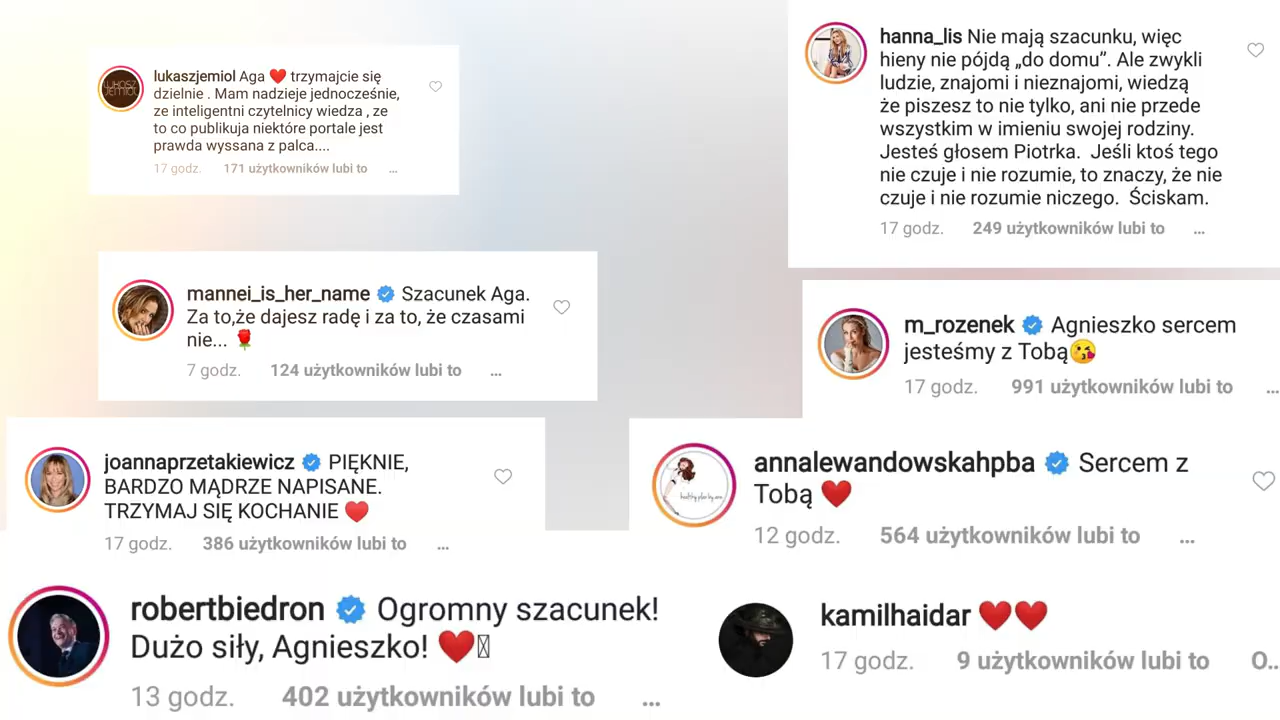 lukaszjemiol Aga ❤️ trzymajcie się
dzielnie . Mam nadzieje jednocześnie,
ze inteligentni czytelnicy wiedza , ze
to co publikuja niektóre portale jest
prawda wyssana z palca....
17 godz. 171 użytkowników lubi to ...
hanna_lis Nie mają szacunku, więc
hieny nie pójdą „do domu”. Ale zwykli
ludzie, znajomi i nieznajomi, wiedzą
że piszesz to nie tylko, ani nie przede
wszystkim w imieniu swojej rodziny.
Jesteś głosem Piotrka. Jeśli ktoś tego
nie czuje i nie rozumie, to znaczy, że nie
czuje i nie rozumie niczego. Ściskam.
17 godz. 249 użytkowników lubi to ...
mannei_is_her_name Szacunek Aga.
Za to,że dajesz radę i za to, że czasami
nie... 🌹
7 godz. 124 użytkowników lubi to ...
m_rozenek Agnieszko sercem
jesteśmy z Tobą😘
17 godz. 991 użytkowników lubi to ...
joannaprzetakiewicz PIĘKNIE,
BARDZO MĄDRZE NAPISANE.
TRZYMAJ SIĘ KOCHANIE ❤️
17 godz. 386 użytkowników lubi to ...
annalewandowskahpba Sercem z
Tobą ❤️
12 godz. 564 użytkowników lubi to ...
robertbiedron Ogromny szacunek!
Dużo siły, Agnieszko! ❤️
13 godz. 402 użytkowników lubi to ...
kamilhaidar ❤️❤️
17 godz. 9 użytkowników lubi to O..
healthy plan by ann